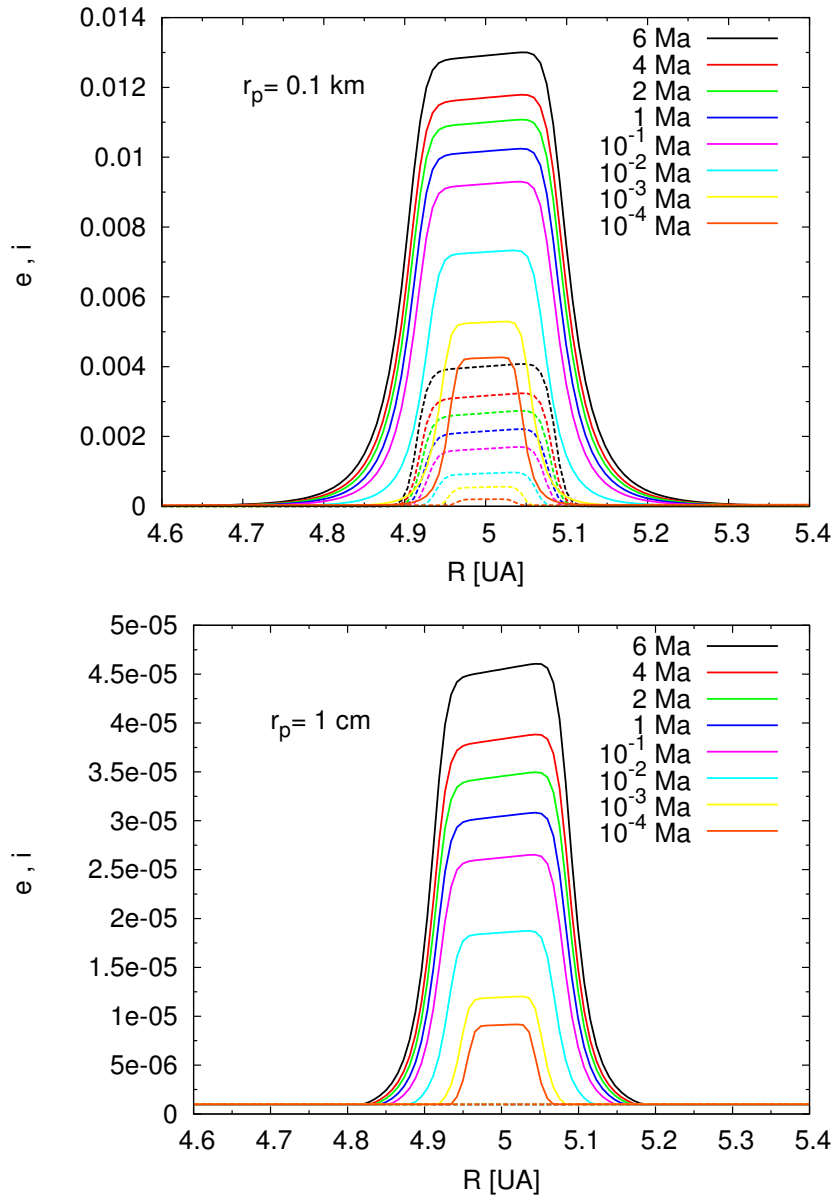 0.014
0.012
0.01
0.008
0.006
0.004
0.002
0
e , i
r_p= 0.1 km
6 Ma
4 Ma
2 Ma
1 Ma
10^-1 Ma
10^-2 Ma
10^-3 Ma
10^-4 Ma
4.6 4.7 4.8 4.9 5 5.1 5.2 5.3 5.4
R [UA]
5e-05
4.5e-05
4e-05
3.5e-05
3e-05
2.5e-05
2e-05
1.5e-05
1e-05
5e-06
0
e , i
r_p= 1 cm
6 Ma
4 Ma
2 Ma
1 Ma
10^-1 Ma
10^-2 Ma
10^-3 Ma
10^-4 Ma
4.6 4.7 4.8 4.9 5 5.1 5.2 5.3 5.4
R [UA]